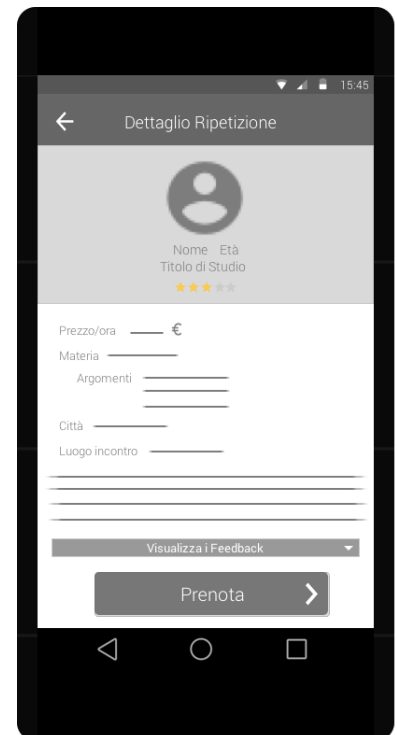 15:45
Dettaglio Ripetizione
Nome Età
Titolo di Studio
Prezzo/ora €
Materia
Argomenti
Città
Luogo incontro
Visualizza i Feedback
Prenota